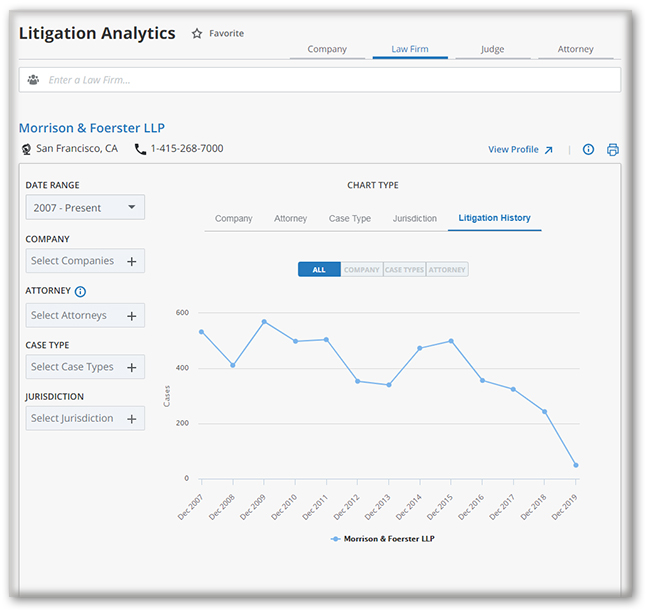 Litigation Analytics Favorite
Company Law Firm Judge Attorney
Enter a Law Firm...
Morrison & Foerster LLP
San Francisco, CA 1-415-268-7000 View Profile
DATE RANGE
2007 - Present
COMPANY
Select Companies +
ATTORNEY
Select Attorneys +
CASE TYPE
Select Case Types +
JURISDICTION
Select Jurisdiction +
CHART TYPE
Company Attorney Case Type Jurisdiction Litigation History
ALL COMPANY CASE TYPES ATTORNEY
600
400
200
0
Cases
Dec 2007 Dec 2008 Dec 2009 Dec 2010 Dec 2011 Dec 2012 Dec 2013 Dec 2014 Dec 2015 Dec 2016 Dec 2017 Dec 2018 Dec 2019
Morrison & Foerster LLP